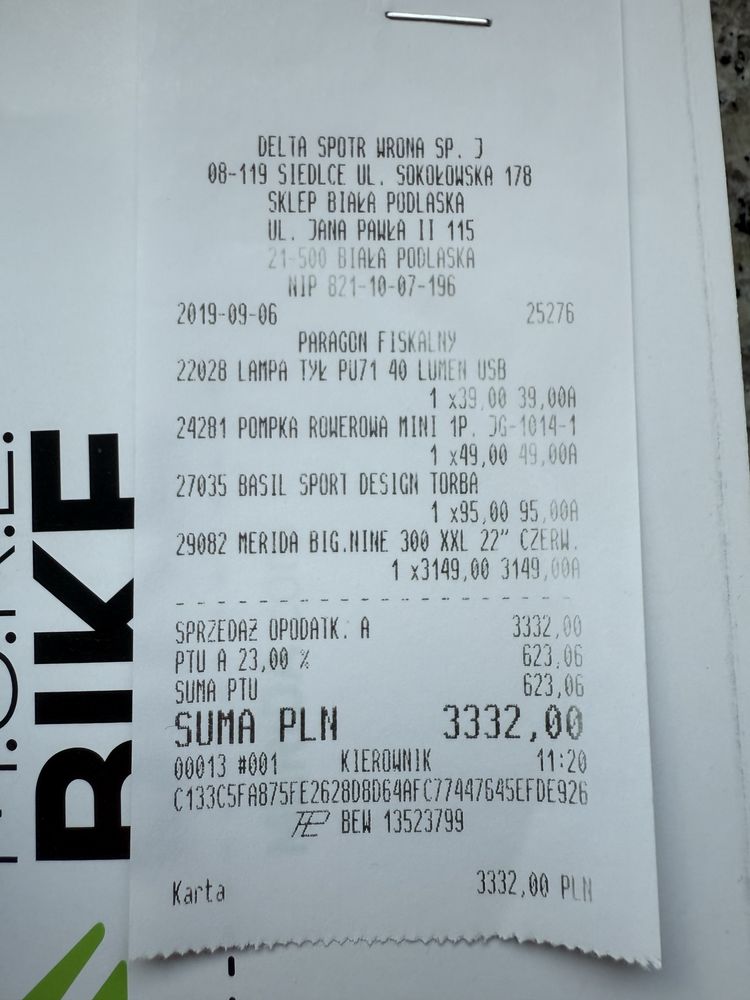 DELTA SPOTR WRONA SP. J
08-119 SIEDLCE UL. SOKOŁOWSKA 178
SKLEP BIAŁA PODLASKA
UL. JANA PAWŁA II 115
21-500 BIAŁA PODLASKA
NIP 821-10-07-196
2019-09-06 25276
PARAGON FISKALNY
22028 LAMPA TYŁ PU71 40 LUMEN USB
1 x39,00 39,00A
24281 POMPKA ROWEROWA MINI 1P. JG-1014-1
1 x49,00 49,00A
27035 BASIL SPORT DESIGN TORBA
1 x95,00 95,00A
29082 MERIDA BIG.NINE 300 XXL 22” CZERW.
1 x3149,00 3149,00A
SPRZEDAŻ OPODATK. A 3332,00
PTU A 23,00 % 623,06
SUMA PTU 623,06
SUMA PLN 3332,00
00013 #001 KIEROWNIK 11:20
C133C5FA875FE2628D8D64AFC77447645EFDE926
BEW 13523799
Karta 3332,00 PLN
BIKE